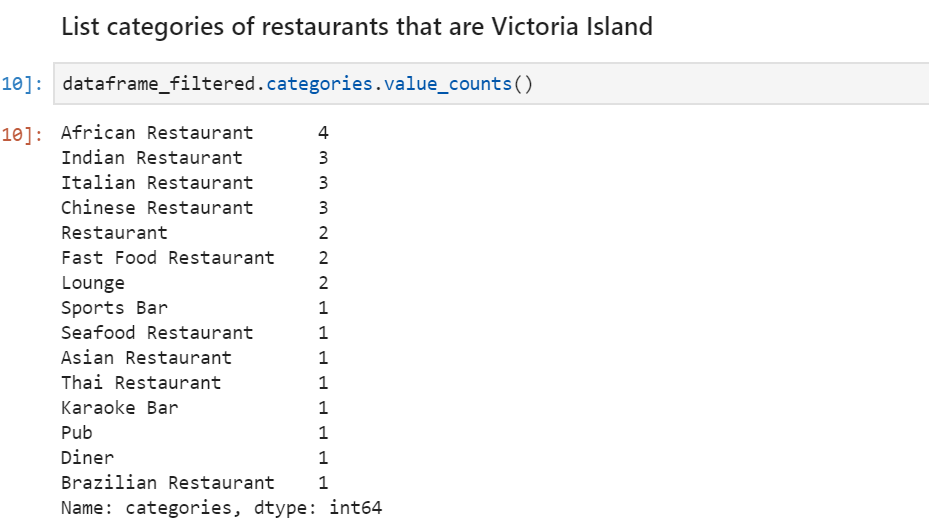 List categories of restaurants that are Victoria Island
10]: dataframe_filtered.categories.value_counts()
10]: African Restaurant 4
Indian Restaurant 3
Italian Restaurant 3
Chinese Restaurant 3
Restaurant 2
Fast Food Restaurant 2
Lounge 2
Sports Bar 1
Seafood Restaurant 1
Asian Restaurant 1
Thai Restaurant 1
Karaoke Bar 1
Pub 1
Diner 1
Brazilian Restaurant 1
Name: categories, dtype: int64